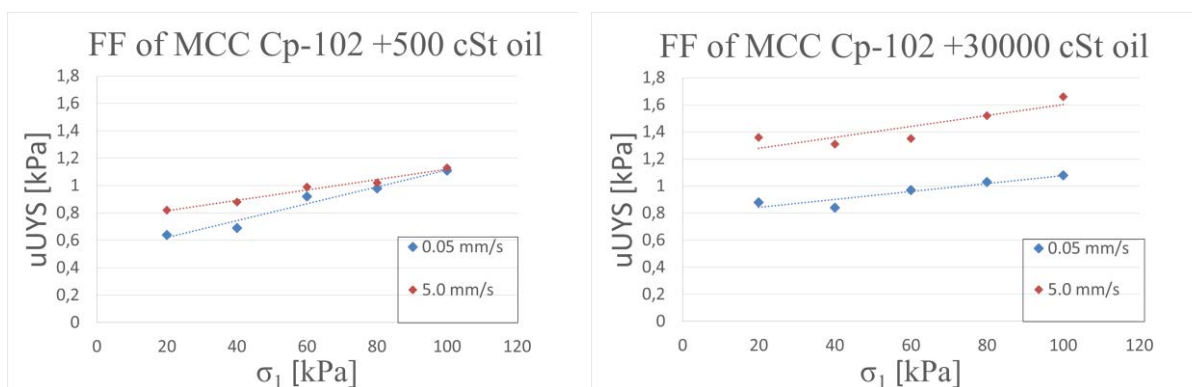 FF of MCC Cp-102 +500 cSt oil
1,8
1,6
1,4
1,2
1
0,8
0,6
0,4
0,2
0
uUYS [kPa]
0.05 mm/s
5.0 mm/s
0 20 40 60 80 100 120
σ₁ [kPa]
FF of MCC Cp-102 +30000 cSt oil
1,8
1,6
1,4
1,2
1
0,8
0,6
0,4
0,2
0
uUYS [kPa]
0.05 mm/s
5.0 mm/s
0 20 40 60 80 100 120
σ₁ [kPa]